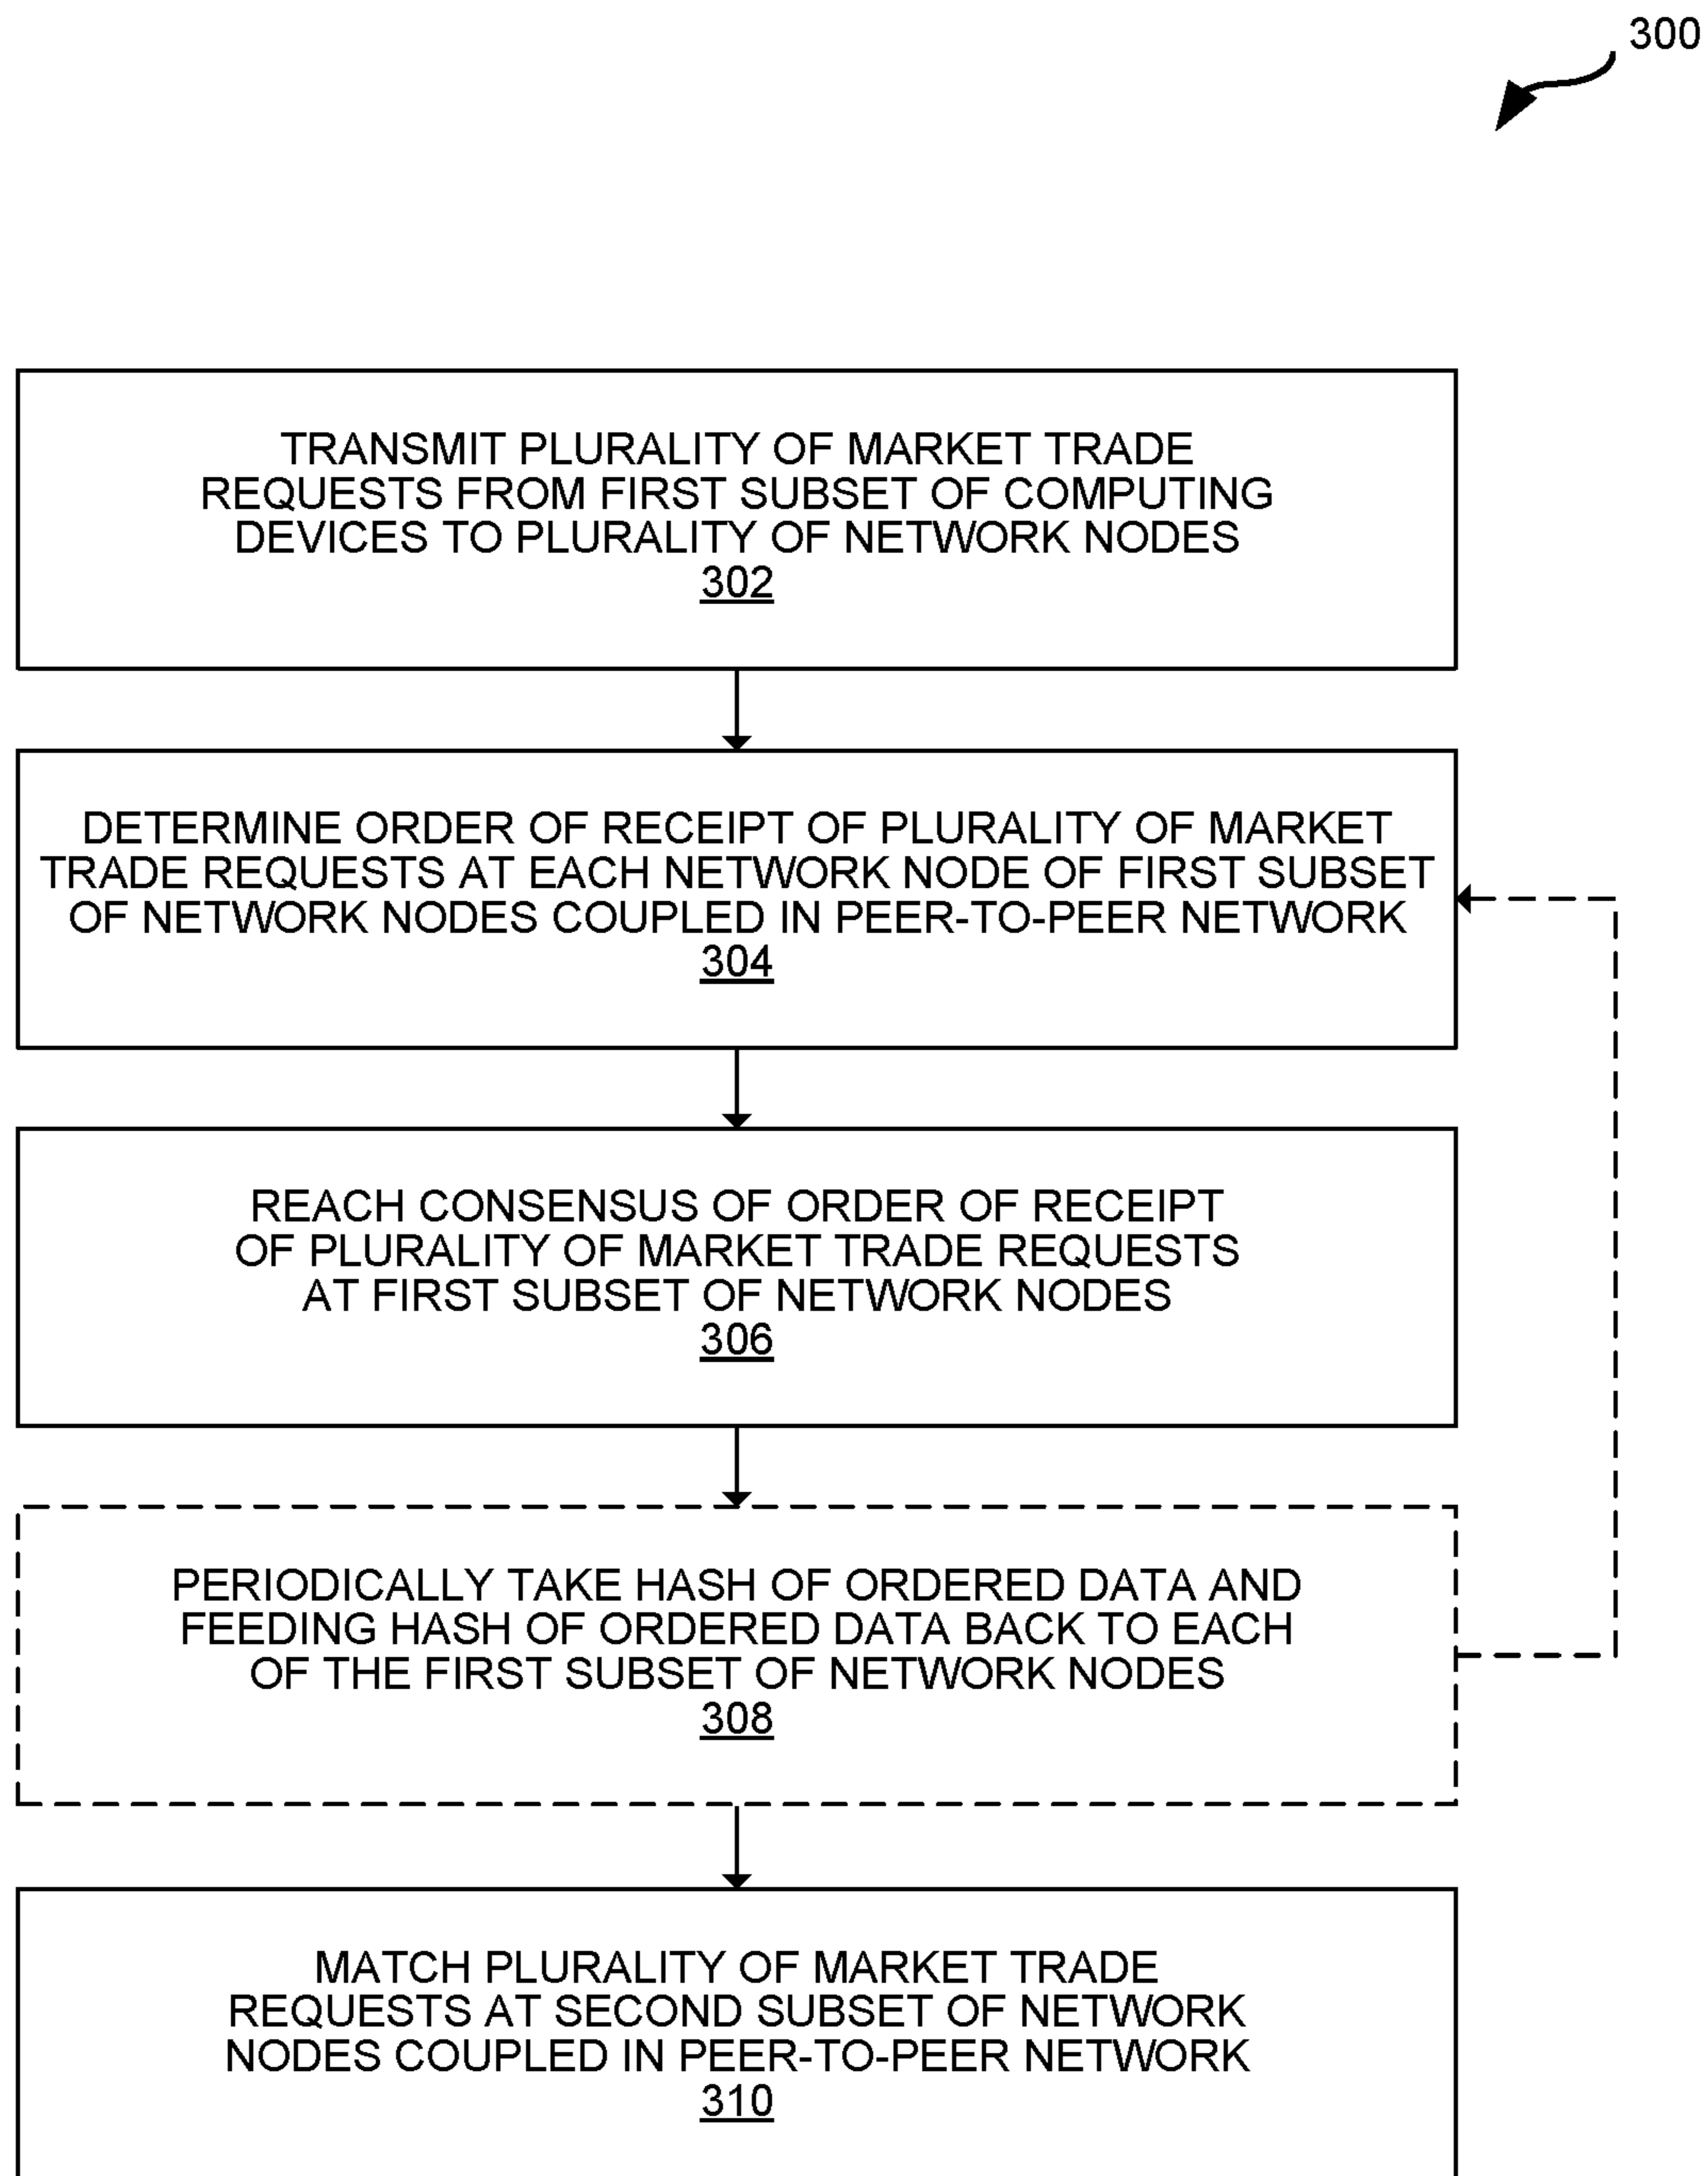 300
TRANSMIT PLURALITY OF MARKET TRADE
REQUESTS FROM FIRST SUBSET OF COMPUTING
DEVICES TO PLURALITY OF NETWORK NODES
302
DETERMINE ORDER OF RECEIPT OF PLURALITY OF MARKET
TRADE REQUESTS AT EACH NETWORK NODE OF FIRST SUBSET
OF NETWORK NODES COUPLED IN PEER-TO-PEER NETWORK
304
REACH CONSENSUS OF ORDER OF RECEIPT
OF PLURALITY OF MARKET TRADE REQUESTS
AT FIRST SUBSET OF NETWORK NODES
306
PERIODICALLY TAKE HASH OF ORDERED DATA AND
FEEDING HASH OF ORDERED DATA BACK TO EACH
OF THE FIRST SUBSET OF NETWORK NODES
308
MATCH PLURALITY OF MARKET TRADE
REQUESTS AT SECOND SUBSET OF NETWORK
NODES COUPLED IN PEER-TO-PEER NETWORK
310